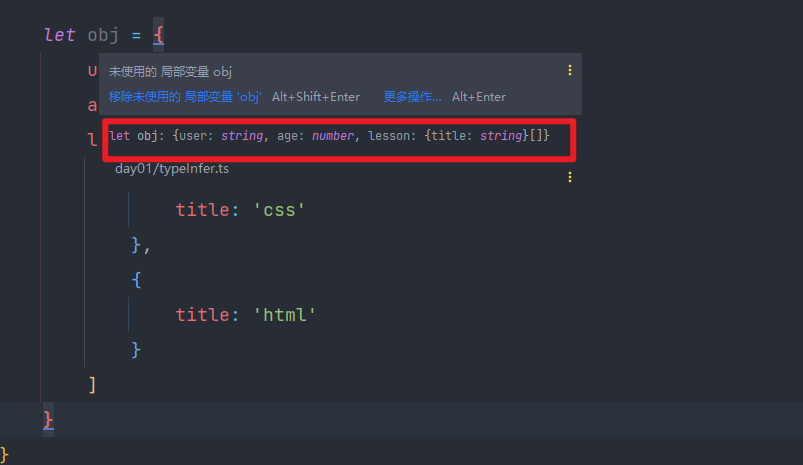 let obj = {
u
未使用的 局部变量 obj
移除未使用的 局部变量 'obj' Alt+Shift+Enter 更多操作... Alt+Enter
a
let obj: {user: string, age: number, lesson: {title: string}[]}
l
day01/typeInfer.ts
title: 'css'
},
{
title: 'html'
}
]
}
}